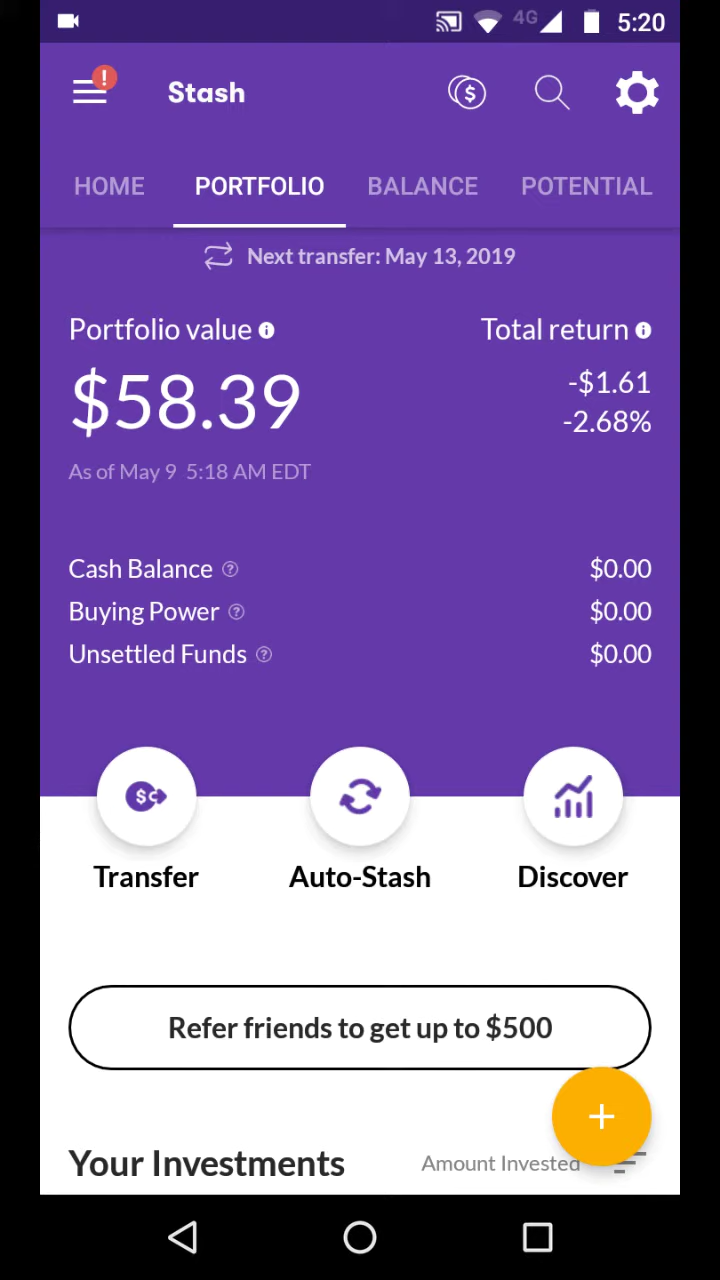 4G 5:20
Stash
HOME PORTFOLIO BALANCE POTENTIAL
Next transfer: May 13, 2019
Portfolio value Total return
$58.39 -$1.61
-2.68%
As of May 9 5:18 AM EDT
Cash Balance $0.00
Buying Power $0.00
Unsettled Funds $0.00
Transfer Auto-Stash Discover
Refer friends to get up to $500
+
Your Investments Amount Invested